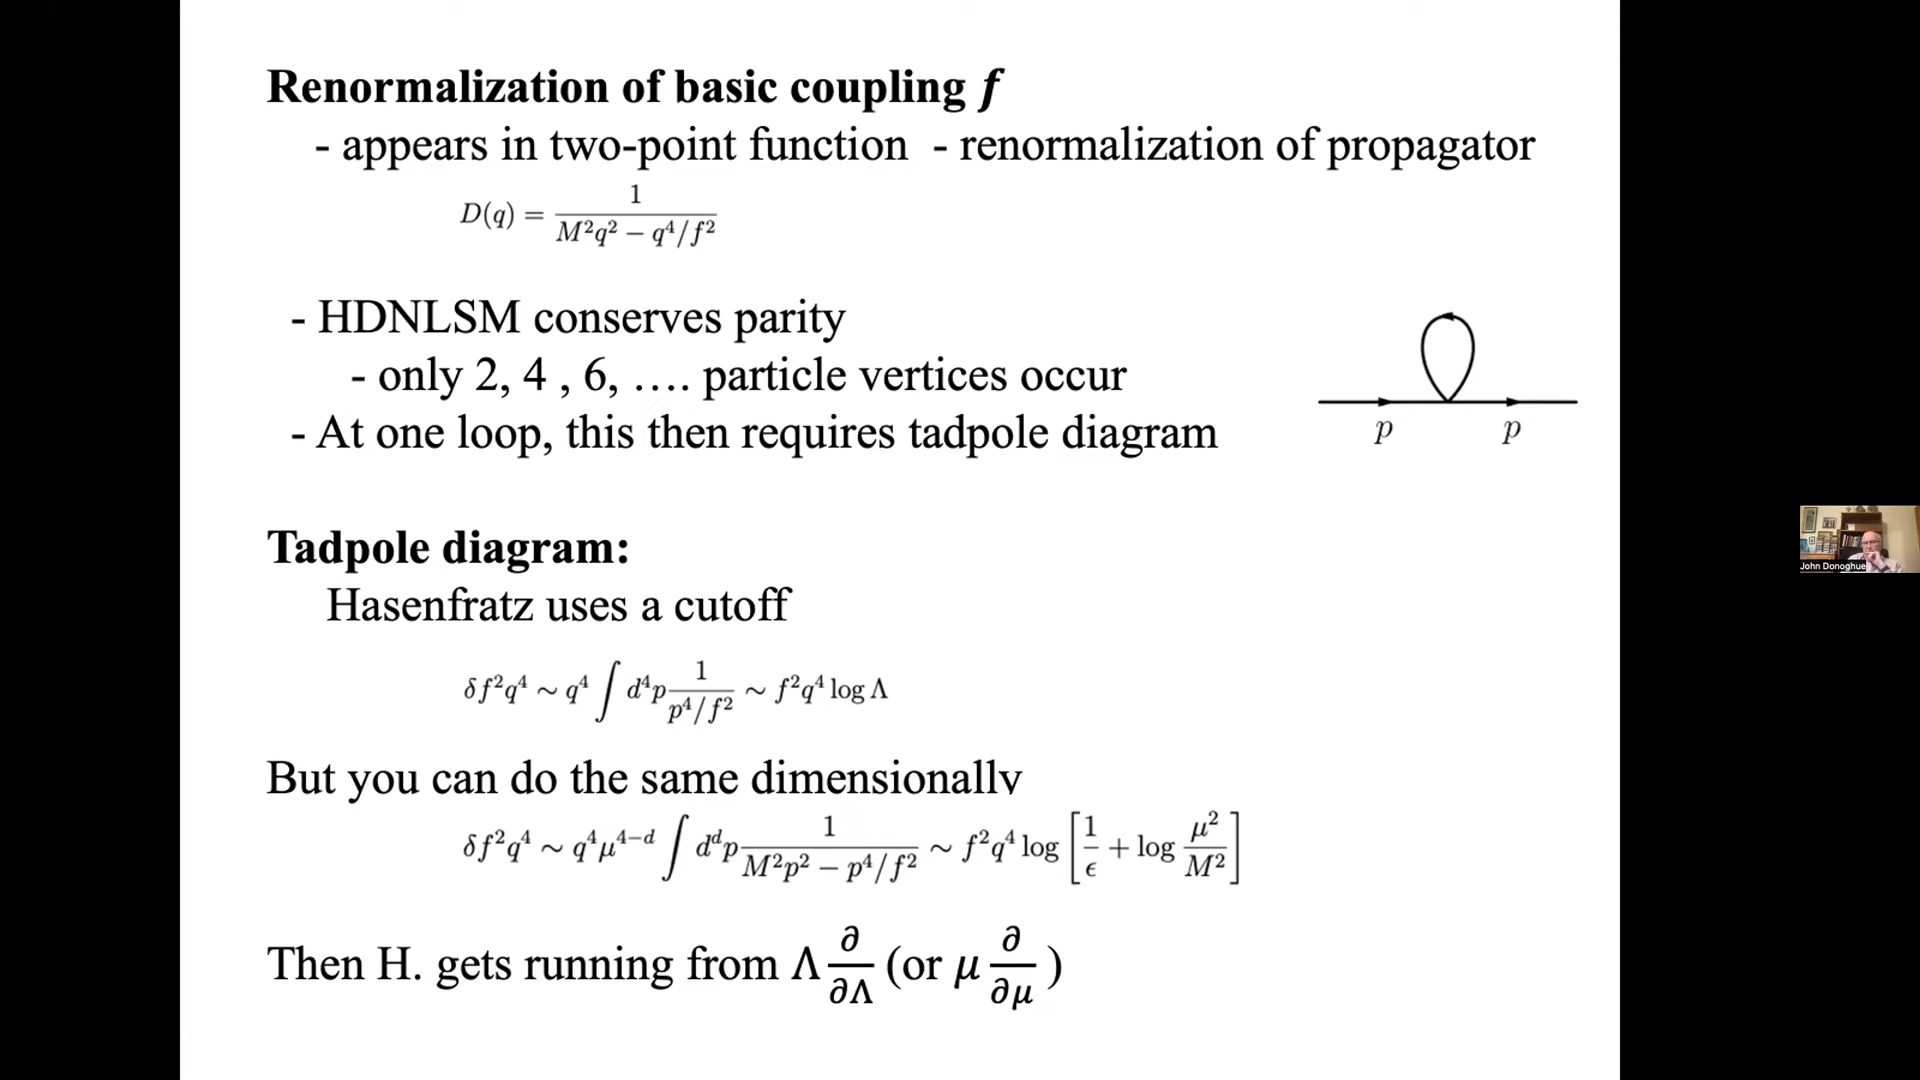 Renormalization of basic coupling f
- appears in two-point function - renormalization of propagator
D(q) = 1 / (M²q² − q⁴/f²)
- HDNLSM conserves parity
- only 2, 4 , 6, …. particle vertices occur
- At one loop, this then requires tadpole diagram
p p
Tadpole diagram:
Hasenfratz uses a cutoff
δf²q⁴ ∼ q⁴ ∫ d⁴p 1 / (p⁴/f²) ∼ f²q⁴ log Λ
John Donoghue
But you can do the same dimensionally
δf²q⁴ ∼ q⁴μ⁴⁻ᵈ ∫ dᵈp 1 / (M²p² − p⁴/f²) ∼ f²q⁴ log [1/ϵ + log μ²/M²]
Then H. gets running from Λ ∂/∂Λ (or μ ∂/∂μ )